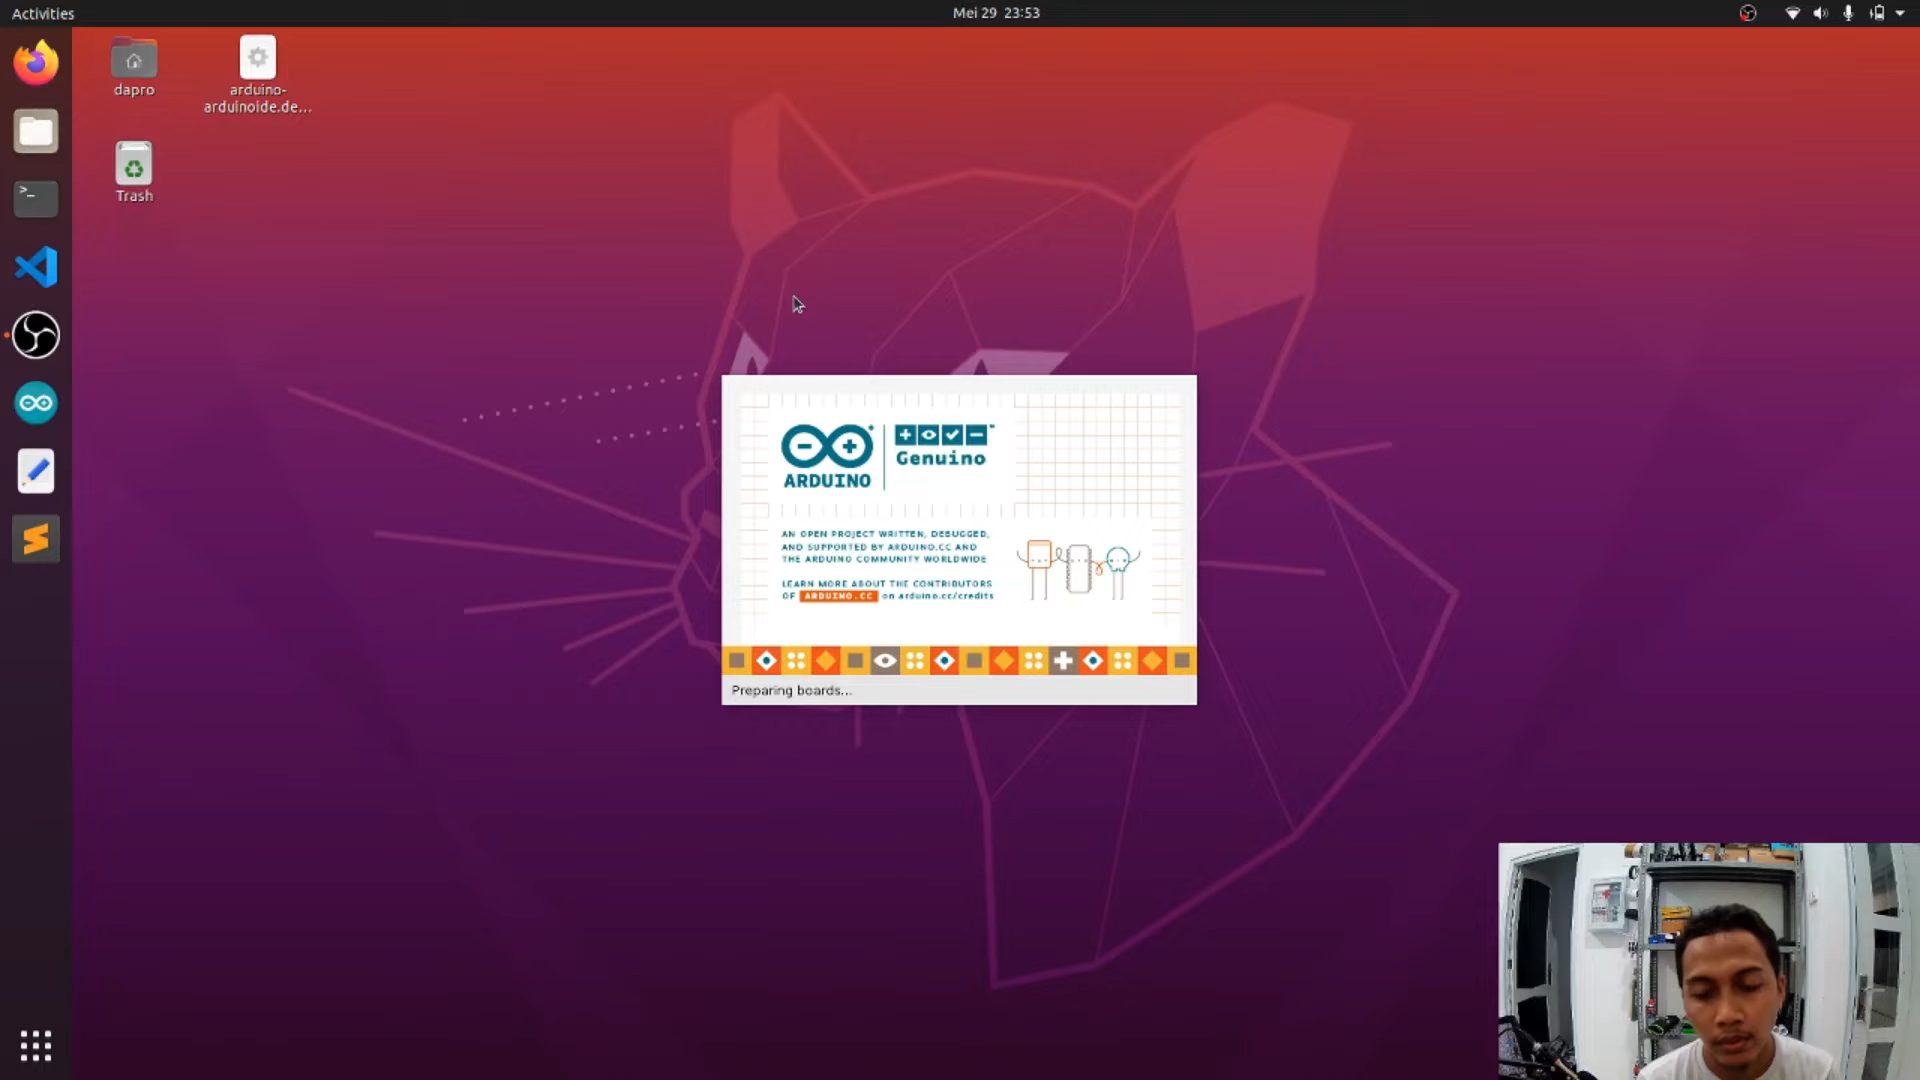 Activities
Mei 29 23:53
dapro
arduino-
arduinoide.de...
Trash
ARDUINO
Genuino
AN OPEN PROJECT WRITTEN, DEBUGGED,
AND SUPPORTED BY ARDUINO.CC AND
THE ARDUINO COMMUNITY WORLDWIDE
LEARN MORE ABOUT THE CONTRIBUTORS
OF ARDUINO.CC on arduino.cc/credits
Preparing boards...